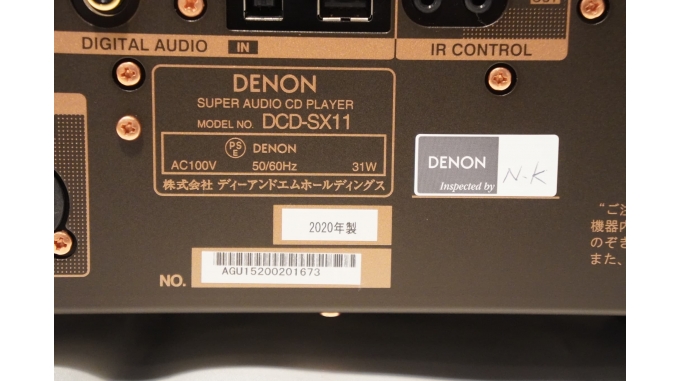 DIGITAL AUDIO
IN
IR CONTROL
DENON
SUPER AUDIO CD PLAYER
MODEL NO. DCD-SX11
PS
E
DENON
AC100V 50/60Hz 31W
株式会社 ディーアンドエムホールディングス
DENON
Inspected by
N-K
2020年製
NO.
AGU15200201673
“ご注
機器内
のぞき
また、